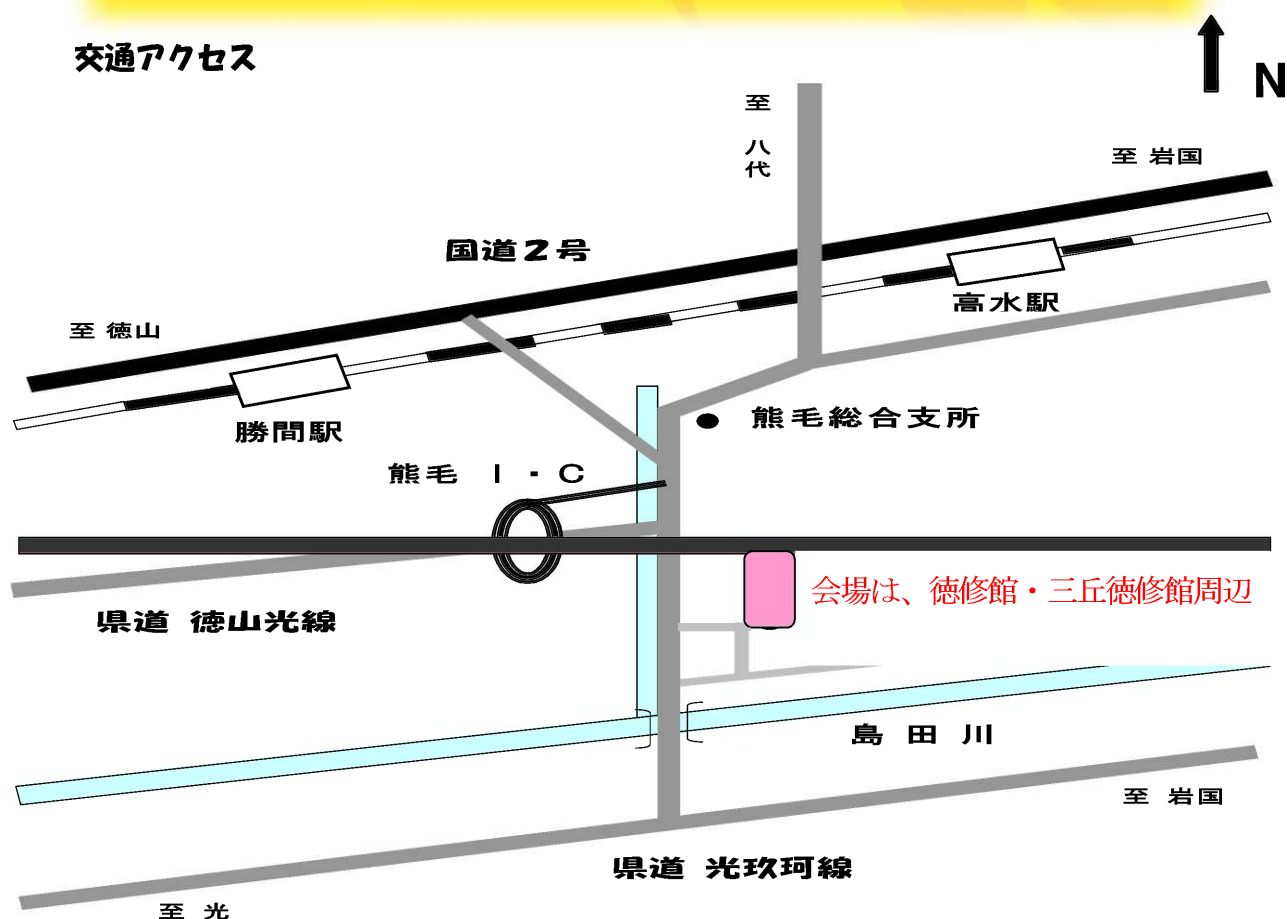 交通アクセス
N
至 八代
至 岩国
国道2号
高水駅
至 徳山
勝間駅
熊毛総合支所
熊毛 I・C
会場は、徳修館・三丘徳修館周辺
県道 徳山光線
島田川
至 岩国
県道 光玖珂線
至 光